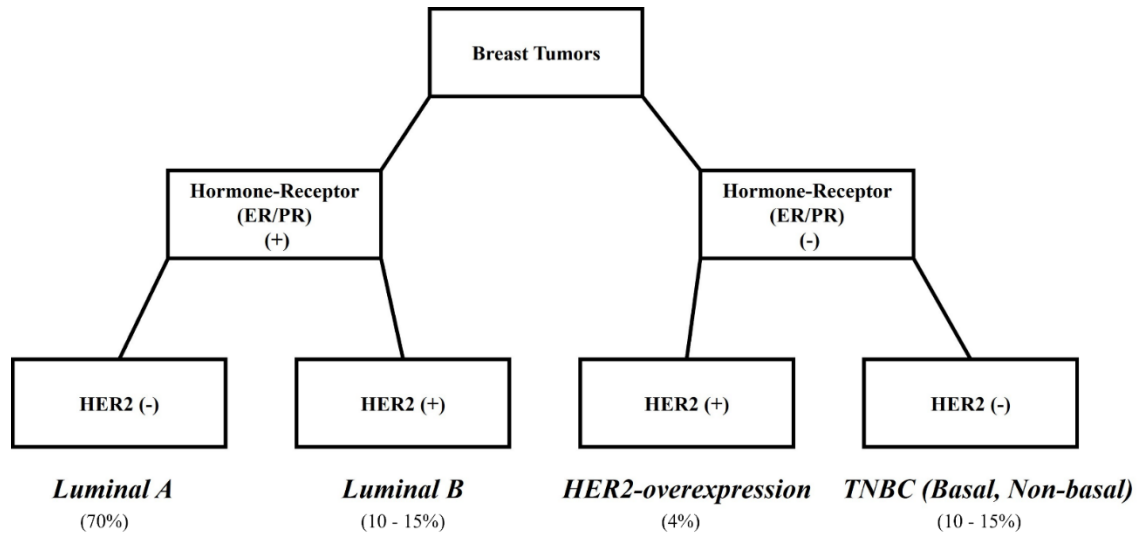 Breast Tumors
Hormone-Receptor
(ER/PR)
(+)
Hormone-Receptor
(ER/PR)
(-)
HER2 (-)
HER2 (+)
HER2 (+)
HER2 (-)
Luminal A
Luminal B
HER2-overexpression
TNBC (Basal, Non-basal)
(70%)
(10 - 15%)
(4%)
(10 - 15%)